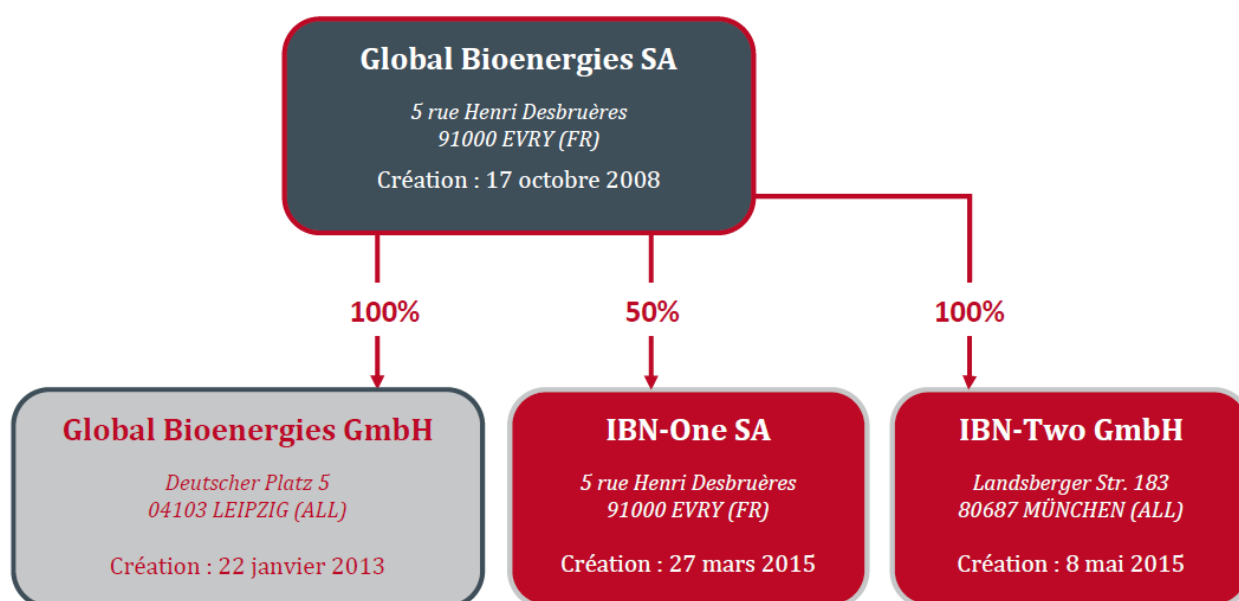 Global Bioenergies SA
5 rue Henri Desbruères
91000 EVRY (FR)
Création : 17 octobre 2008
100%
50%
100%
Global Bioenergies GmbH
Deutscher Platz 5
04103 LEIPZIG (ALL)
Création : 22 janvier 2013
IBN-One SA
5 rue Henri Desbruères
91000 EVRY (FR)
Création : 27 mars 2015
IBN-Two GmbH
Landsberger Str. 183
80687 MÜNCHEN (ALL)
Création : 8 mai 2015